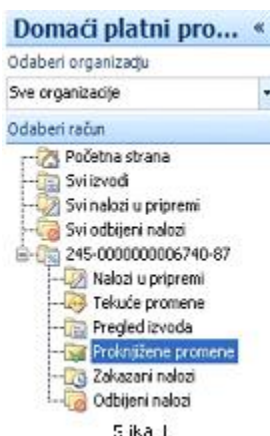 Domaći platni pro... «
Odaberi organizaciju
Sve organizacije
Odaberi račun
Početna strana
Svi izvodi
Svi nalozi u pripremi
Svi odbijeni nalozi
245-0000000006740-87
Nalozi u pripremi
Tekuće promene
Pregled izvoda
Proknjižene promene
Zakazani nalozi
Odbijeni nalozi